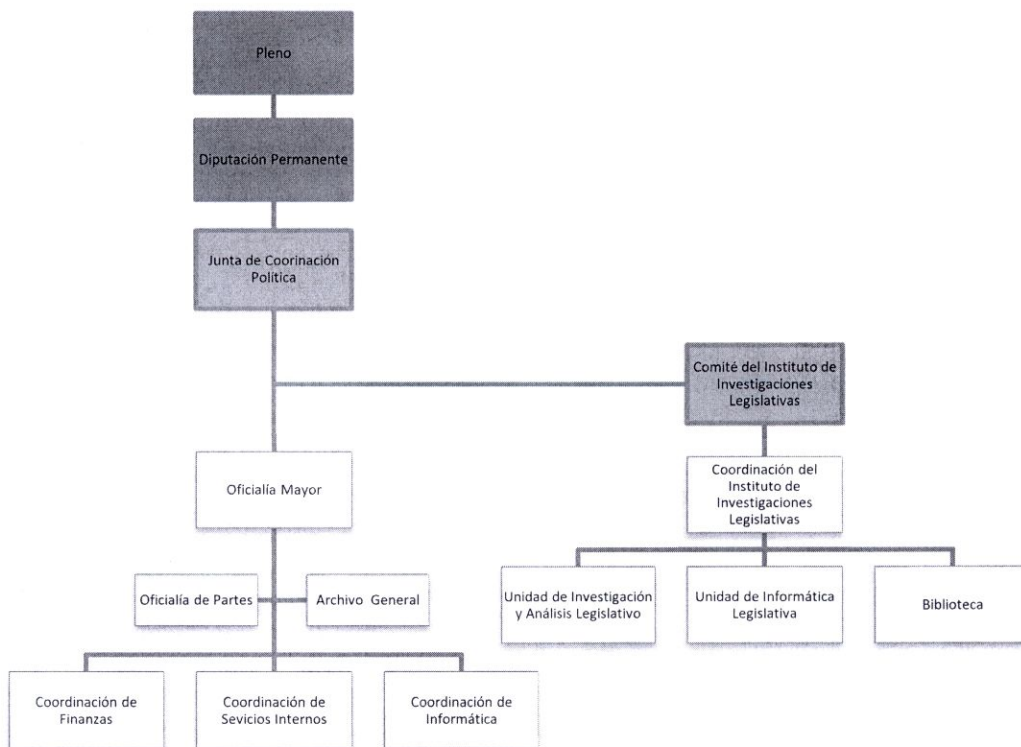 Pleno
Diputación Permanente
Junta de Coorinación
Política
Comité del Instituto de
Investigaciones
Legislativas
Oficialía Mayor
Coordinación del
Instituto de
Investigaciones
Legislativas
Oficialía de Partes
Archivo General
Unidad de Investigación
y Análisis Legislativo
Unidad de Informática
Legislativa
Biblioteca
Coordinación de
Finanzas
Coordinación de
Sevicios Internos
Coordinación de
Informática